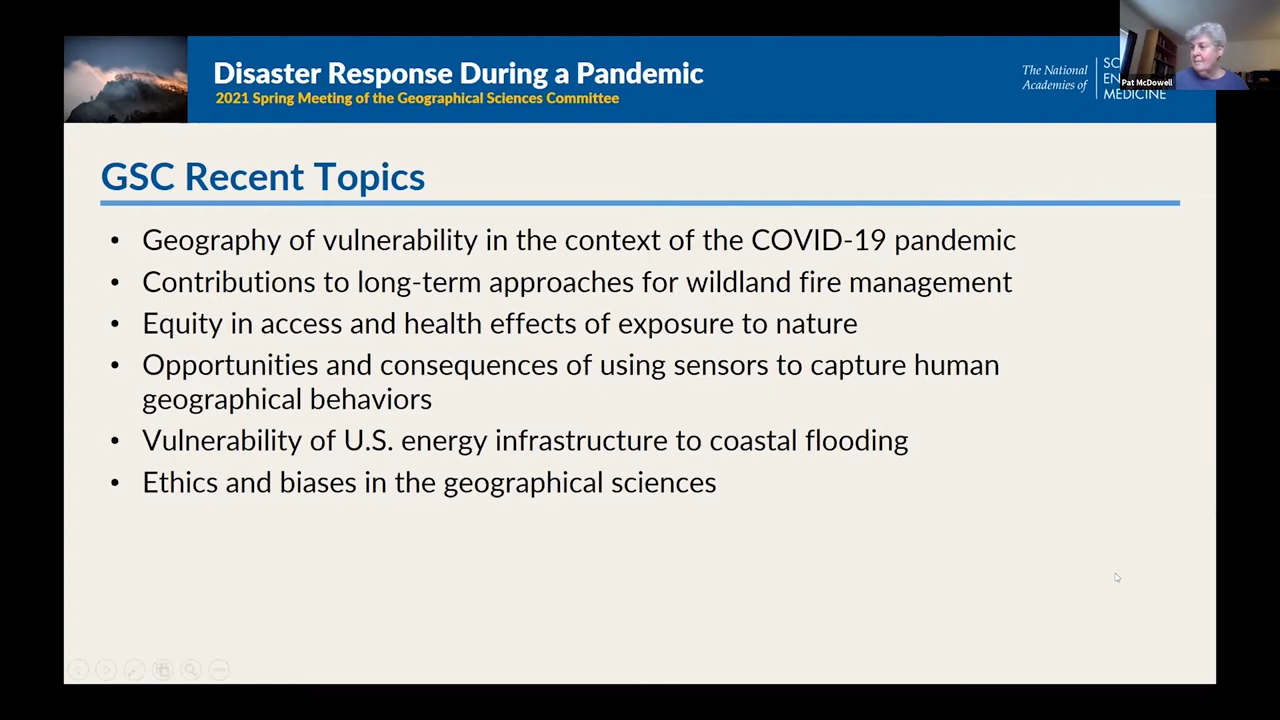 Disaster Response During a Pandemic
2021 Spring Meeting of the Geographical Sciences Committee
The National
Academies of
MEDICINE
Pat McDowell
GSC Recent Topics
• Geography of vulnerability in the context of the COVID-19 pandemic
• Contributions to long-term approaches for wildland fire management
• Equity in access and health effects of exposure to nature
• Opportunities and consequences of using sensors to capture human
geographical behaviors
• Vulnerability of U.S. energy infrastructure to coastal flooding
• Ethics and biases in the geographical sciences